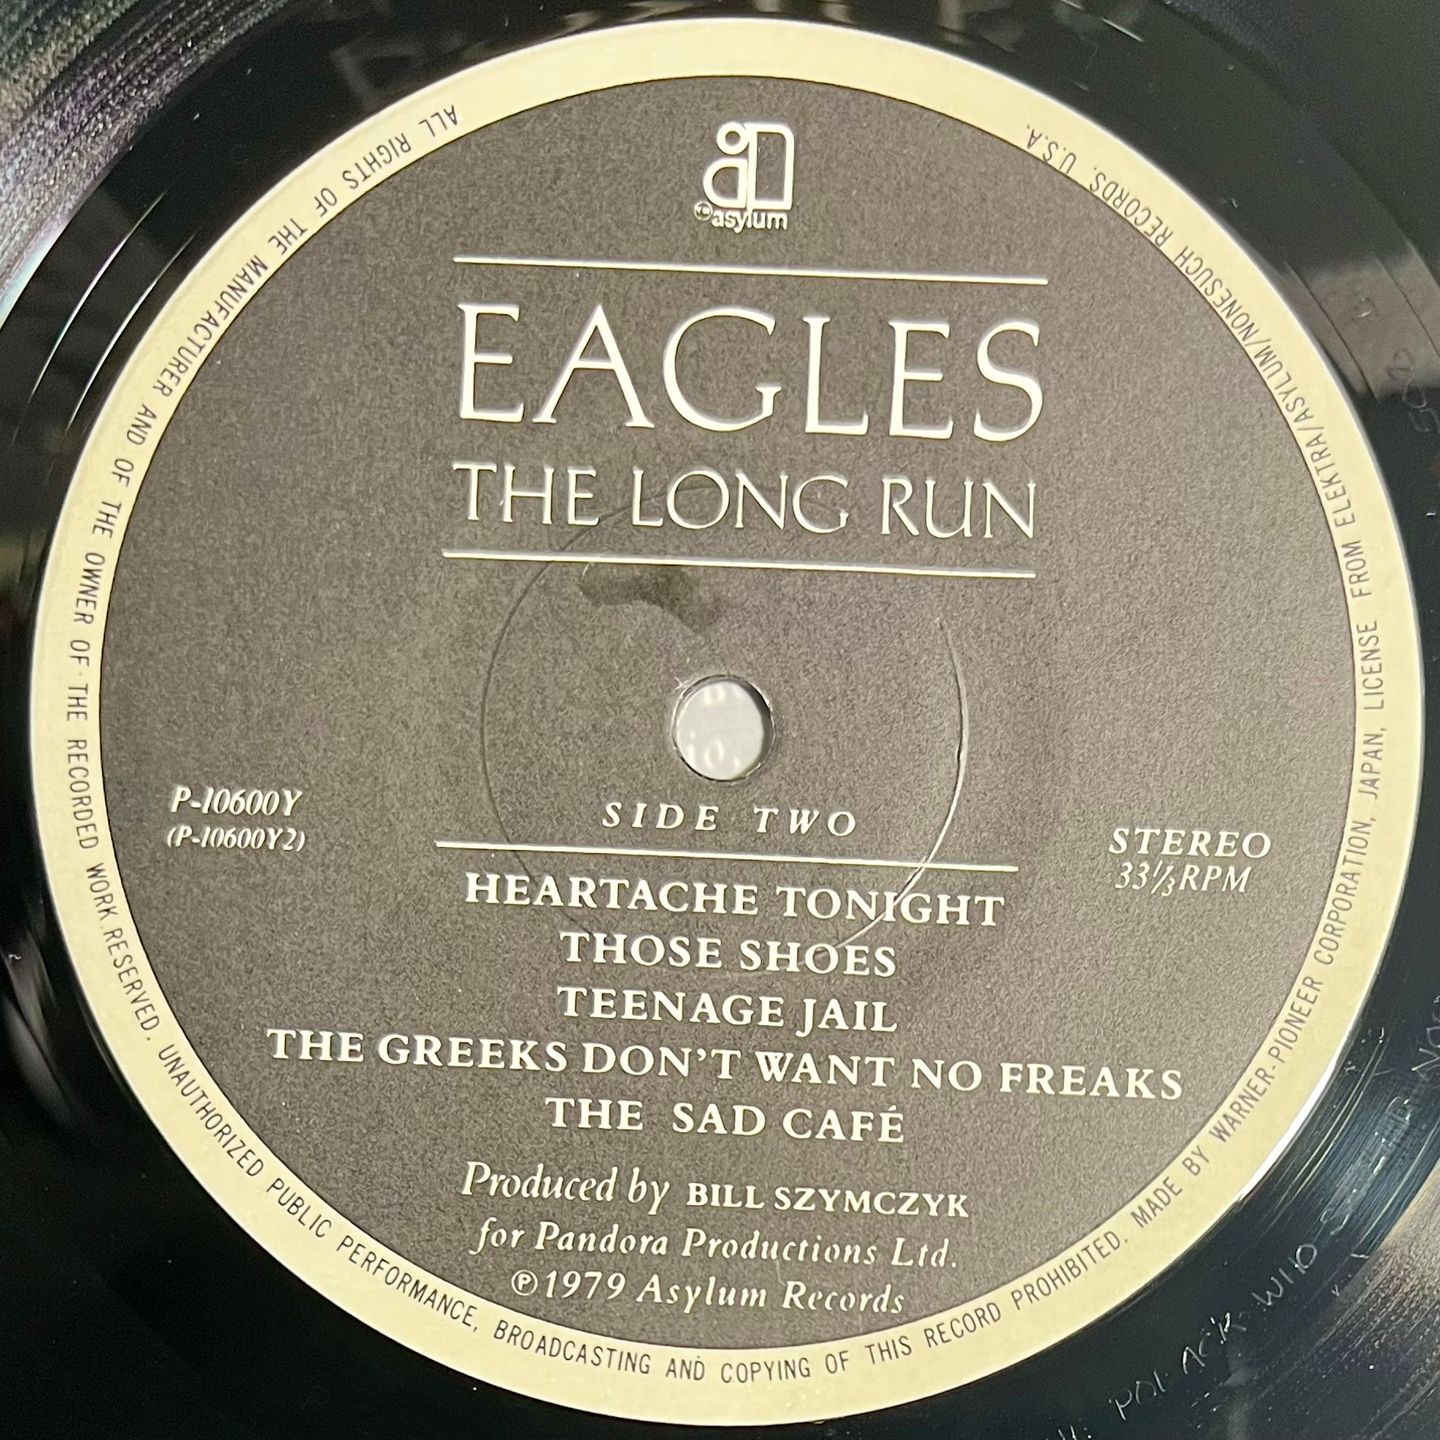 asylum
EAGLES
THE LONG RUN
P-10600Y
(P-10600Y2)
SIDE TWO
STEREO
33⅓RPM
HEARTACHE TONIGHT
THOSE SHOES
TEENAGE JAIL
THE GREEKS DON'T WANT NO FREAKS
THE SAD CAFÉ
Produced by BILL SZYMCZYK
for Pandora Productions Ltd.
℗1979 Asylum Records
ALL RIGHTS OF THE MANUFACTURER AND OF THE OWNER OF THE RECORDED WORK RESERVED. UNAUTHORIZED PUBLIC PERFORMANCE, BROADCASTING AND COPYING OF THIS RECORD PROHIBITED. MADE BY WARNER-PIONEER CORPORATION, JAPAN, LICENSE FROM ELEKTRA/ASYLUM/NONESUCH RECORDS, U.S.A.
POLACK WHO